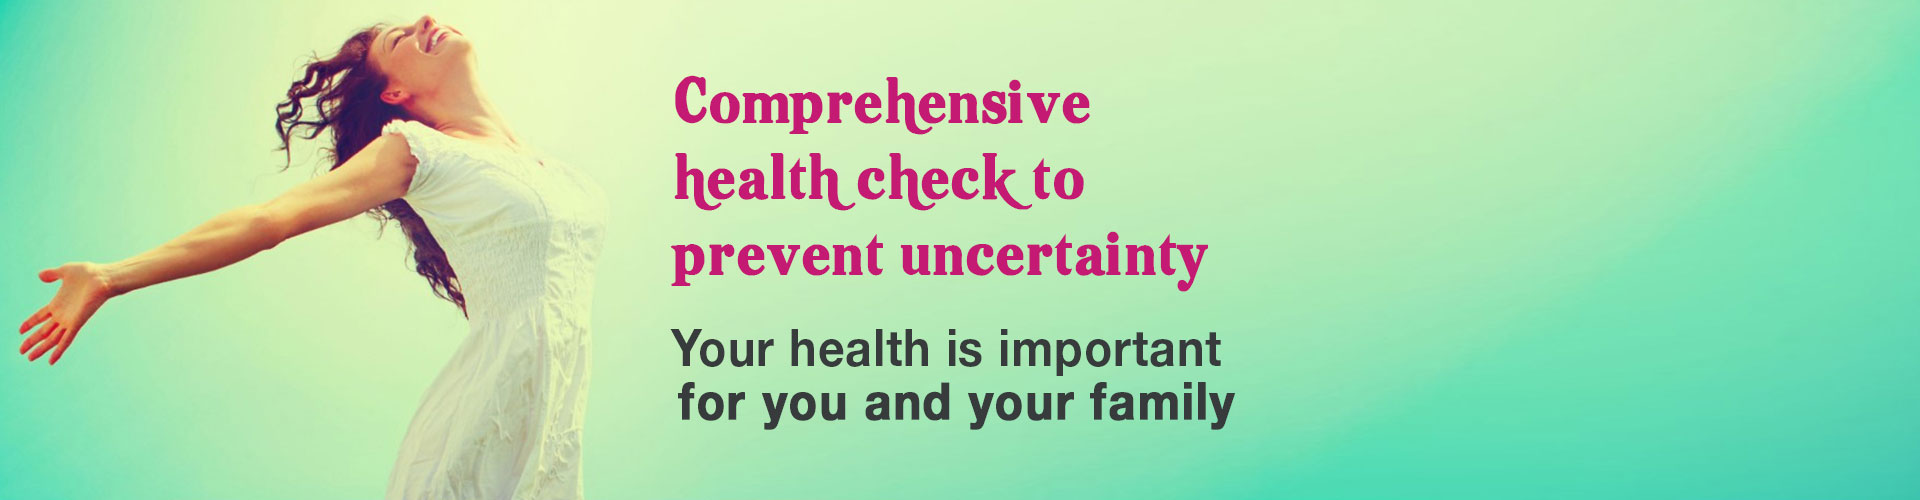 Comprehensive
health check to
prevent uncertainty
Your health is important
for you and your family